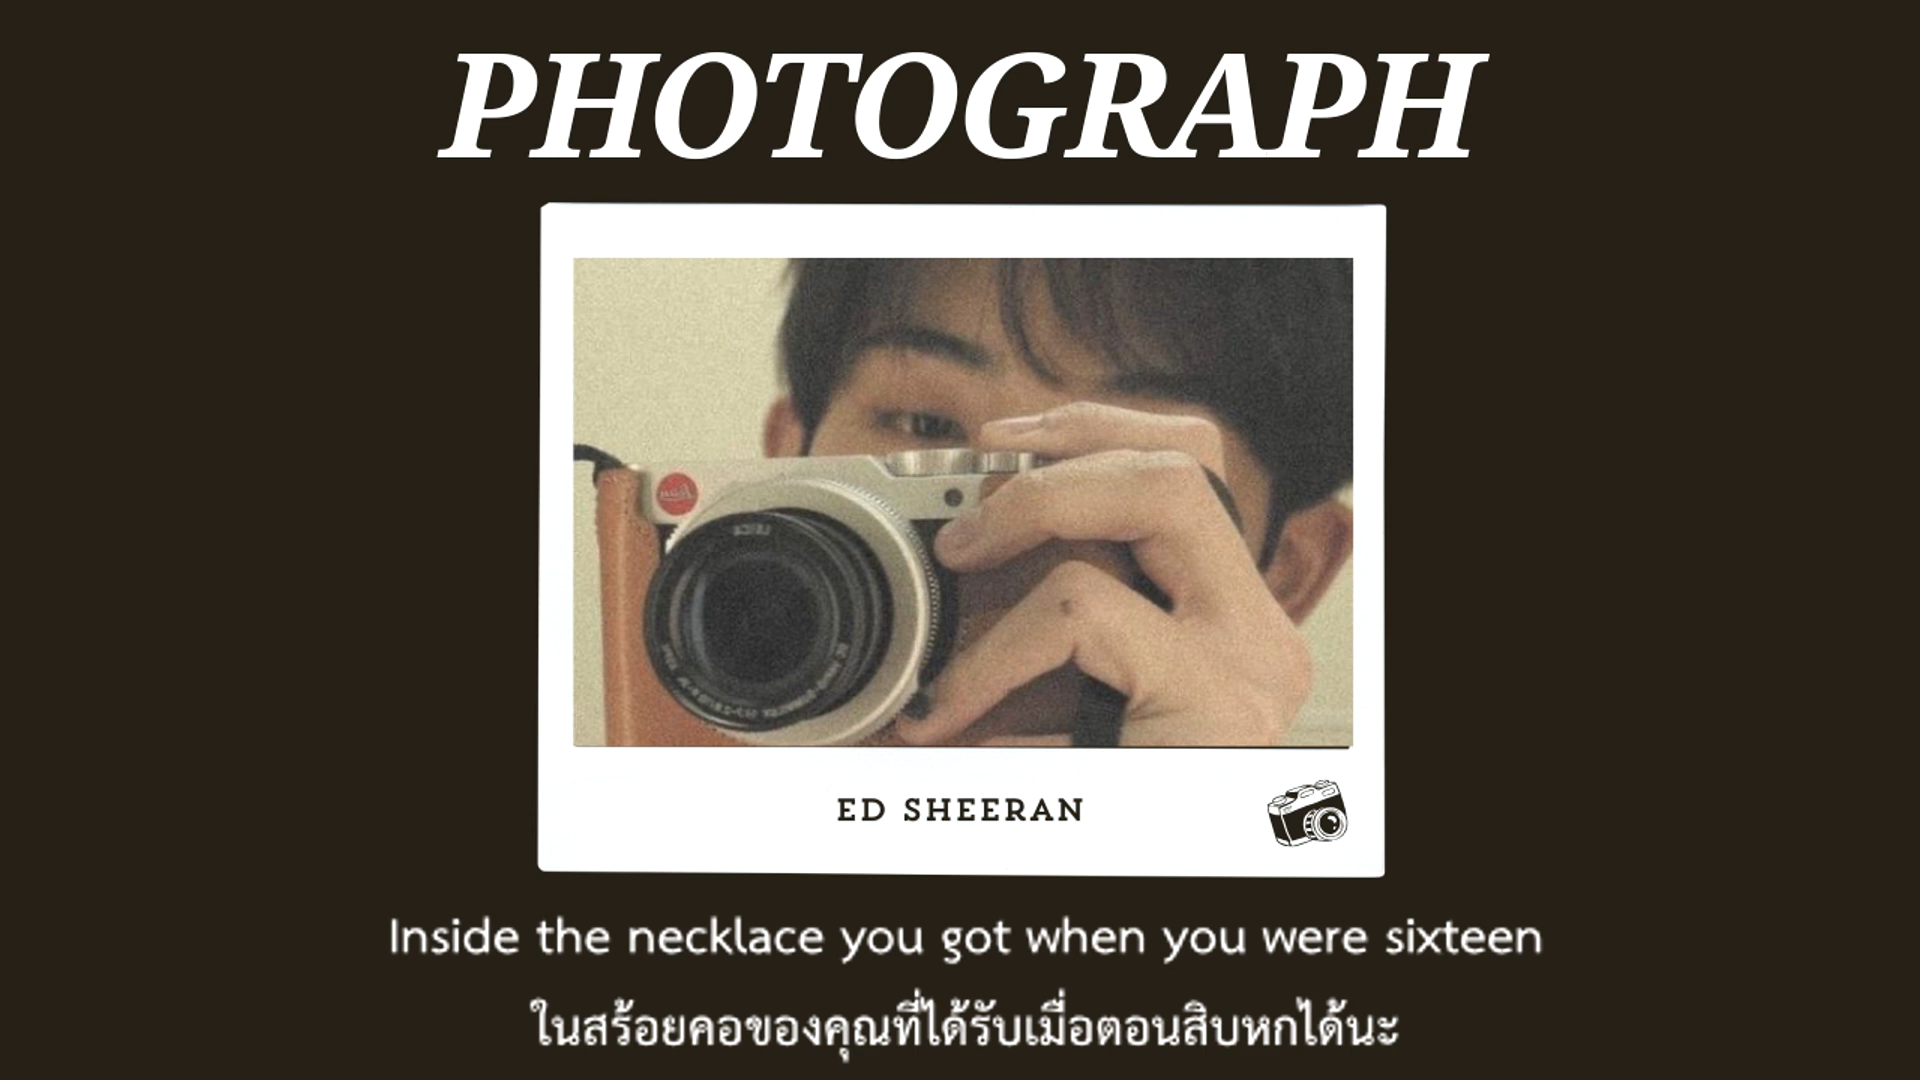 PHOTOGRAPH
LEICA
ED SHEERAN
Inside the necklace you got when you were sixteen
ในสร้อยคอของคุณที่ได้รับเมื่อตอนสิบหกได้นะ